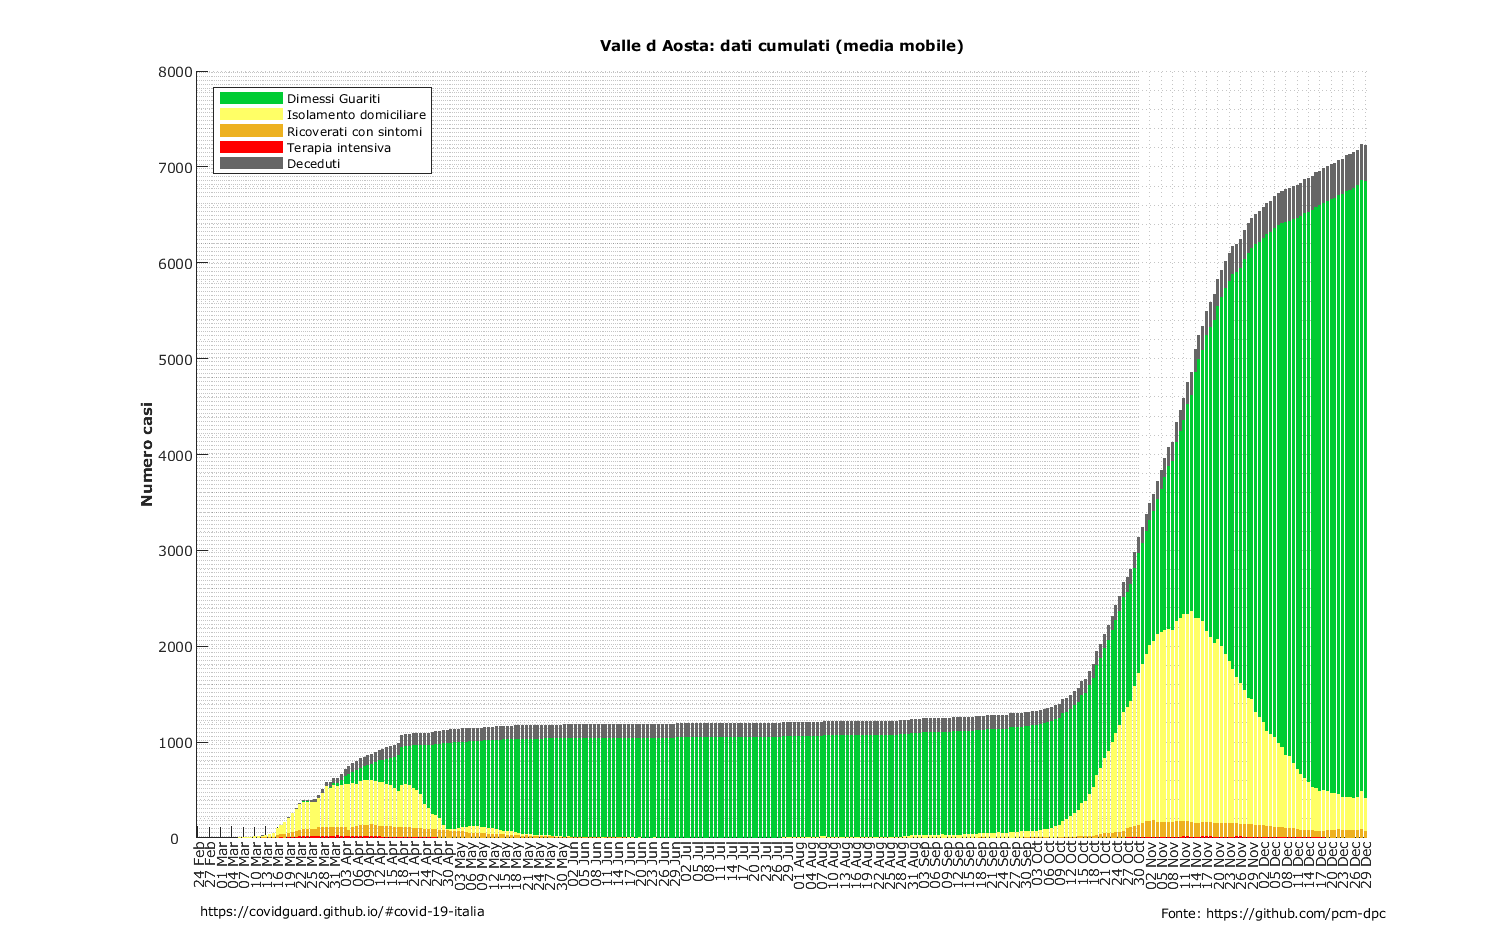 Valle d Aosta: dati cumulati (media mobile)
8000
7000
6000
5000
4000
3000
2000
1000
0
Numero casi
Dimessi Guariti
Isolamento domiciliare
Ricoverati con sintomi
Terapia intensiva
Deceduti
24 Feb
27 Feb
01 Mar
04 Mar
07 Mar
10 Mar
13 Mar
16 Mar
19 Mar
22 Mar
25 Mar
28 Mar
31 Mar
03 Apr
06 Apr
09 Apr
12 Apr
15 Apr
18 Apr
21 Apr
24 Apr
27 Apr
30 Apr
03 May
06 May
09 May
12 May
15 May
18 May
21 May
24 May
27 May
30 May
02 Jun
05 Jun
08 Jun
11 Jun
14 Jun
17 Jun
20 Jun
23 Jun
26 Jun
29 Jun
02 Jul
05 Jul
08 Jul
11 Jul
14 Jul
17 Jul
20 Jul
23 Jul
26 Jul
29 Jul
01 Aug
04 Aug
07 Aug
10 Aug
13 Aug
16 Aug
19 Aug
22 Aug
25 Aug
28 Aug
31 Aug
03 Sep
06 Sep
09 Sep
12 Sep
15 Sep
18 Sep
21 Sep
24 Sep
27 Sep
30 Sep
03 Oct
06 Oct
09 Oct
12 Oct
15 Oct
18 Oct
21 Oct
24 Oct
27 Oct
30 Oct
02 Nov
05 Nov
08 Nov
11 Nov
14 Nov
17 Nov
20 Nov
23 Nov
26 Nov
29 Nov
02 Dec
05 Dec
08 Dec
11 Dec
14 Dec
17 Dec
20 Dec
23 Dec
26 Dec
29 Dec
https://covidguard.github.io/#covid-19-italia
Fonte: https://github.com/pcm-dpc